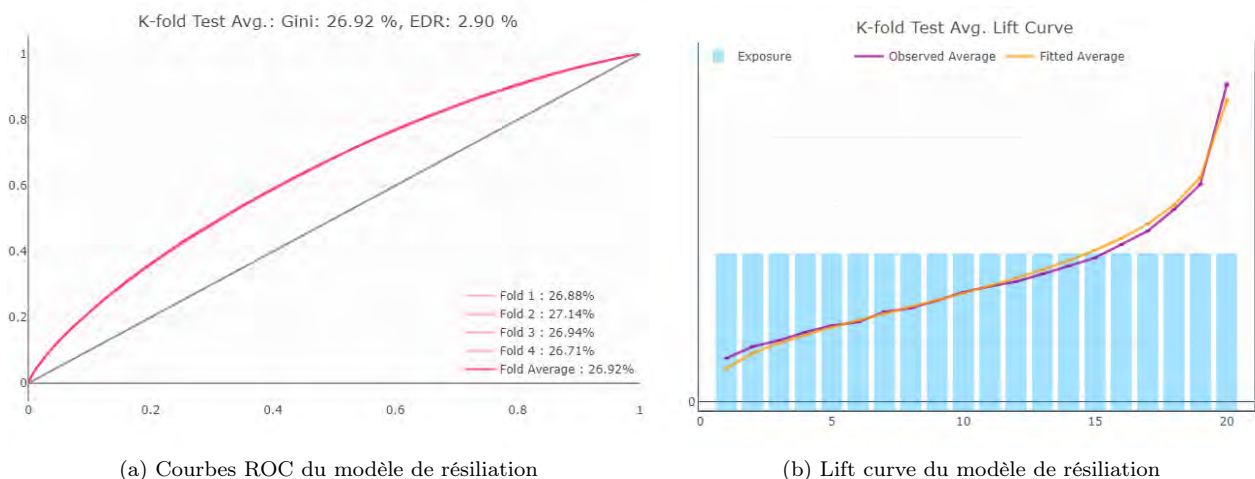 K-fold Test Avg.: Gini: 26.92 %, EDR: 2.90 %
1
0.8
0.6
0.4
0.2
0
0
0.2
0.4
0.6
0.8
1
Fold 1 : 26.88%
Fold 2 : 27.14%
Fold 3 : 26.94%
Fold 4 : 26.71%
Fold Average : 26.92%
(a) Courbes ROC du modèle de résiliation
K-fold Test Avg. Lift Curve
Exposure Observed Average Fitted Average
0
0
5
10
15
20
(b) Lift curve du modèle de résiliation